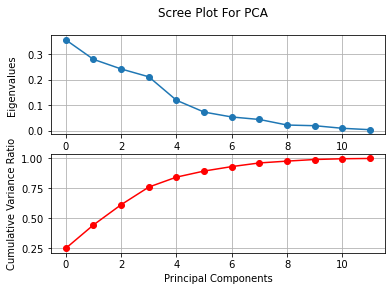 Scree Plot For PCA
Eigenvalues
0.3
0.2
0.1
0.0
0 2 4 6 8 10
Cumulative Variance Ratio
1.00
0.75
0.50
0.25
0 2 4 6 8 10
Principal Components